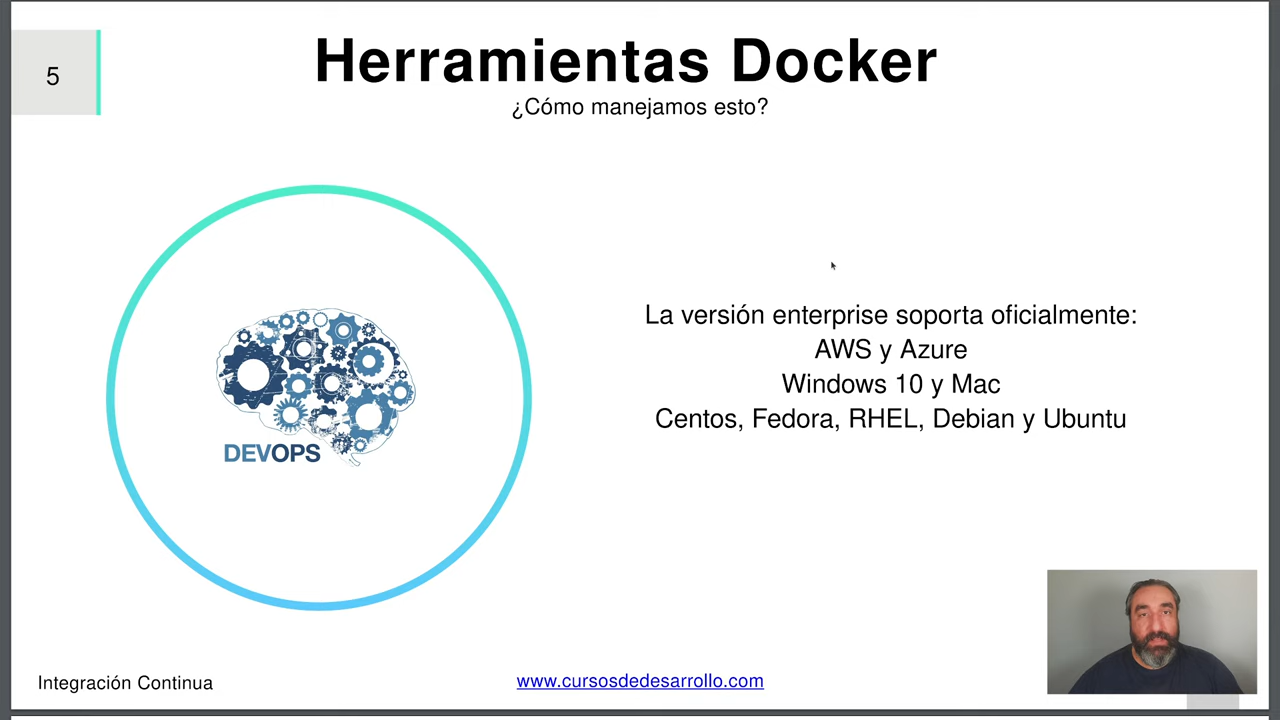 5
Herramientas Docker
¿Cómo manejamos esto?
La versión enterprise soporta oficialmente:
AWS y Azure
Windows 10 y Mac
Centos, Fedora, RHEL, Debian y Ubuntu
DEVOPS
Integración Continua
www.cursosdedesarrollo.com